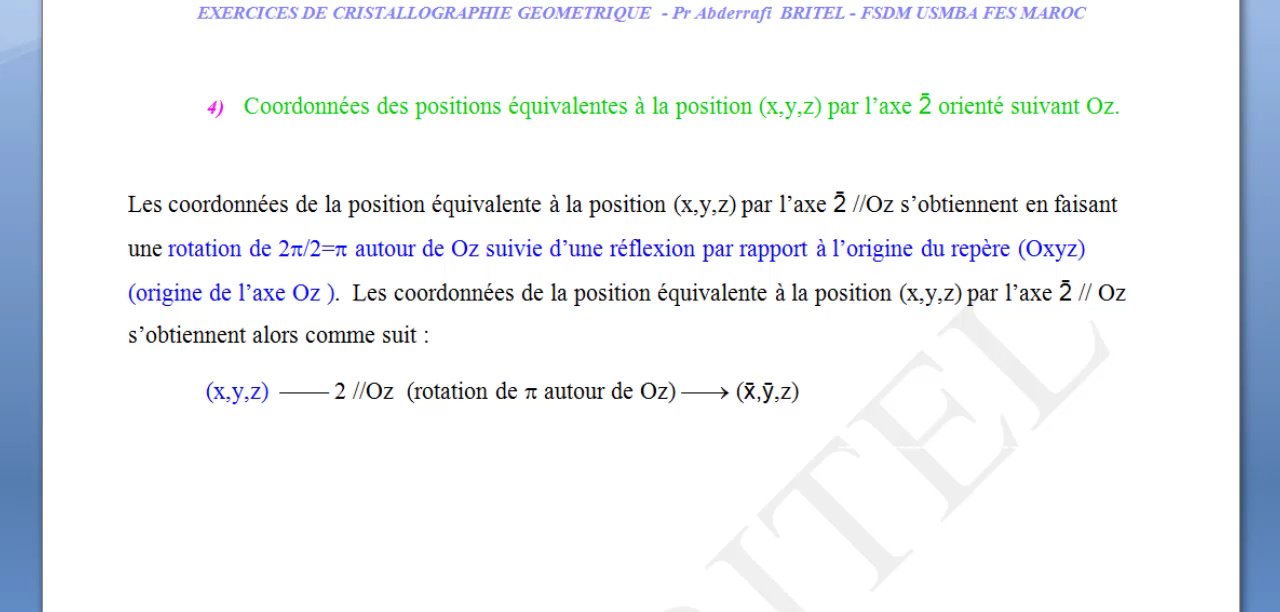 EXERCICES DE CRISTALLOGRAPHIE GEOMETRIQUE - Pr Abderrafi BRITEL - FSDM USMBA FES MAROC
4) Coordonnées des positions équivalentes à la position (x,y,z) par l’axe 2̄ orienté suivant Oz.
Les coordonnées de la position équivalente à la position (x,y,z) par l’axe 2̄ //Oz s’obtiennent en faisant
une rotation de 2π/2=π autour de Oz suivie d’une réflexion par rapport à l’origine du repère (Oxyz)
(origine de l’axe Oz ). Les coordonnées de la position équivalente à la position (x,y,z) par l’axe 2̄ // Oz
s’obtiennent alors comme suit :
(x,y,z) —— 2 //Oz (rotation de π autour de Oz) ——→ (x̄,ȳ,z)
ITEL